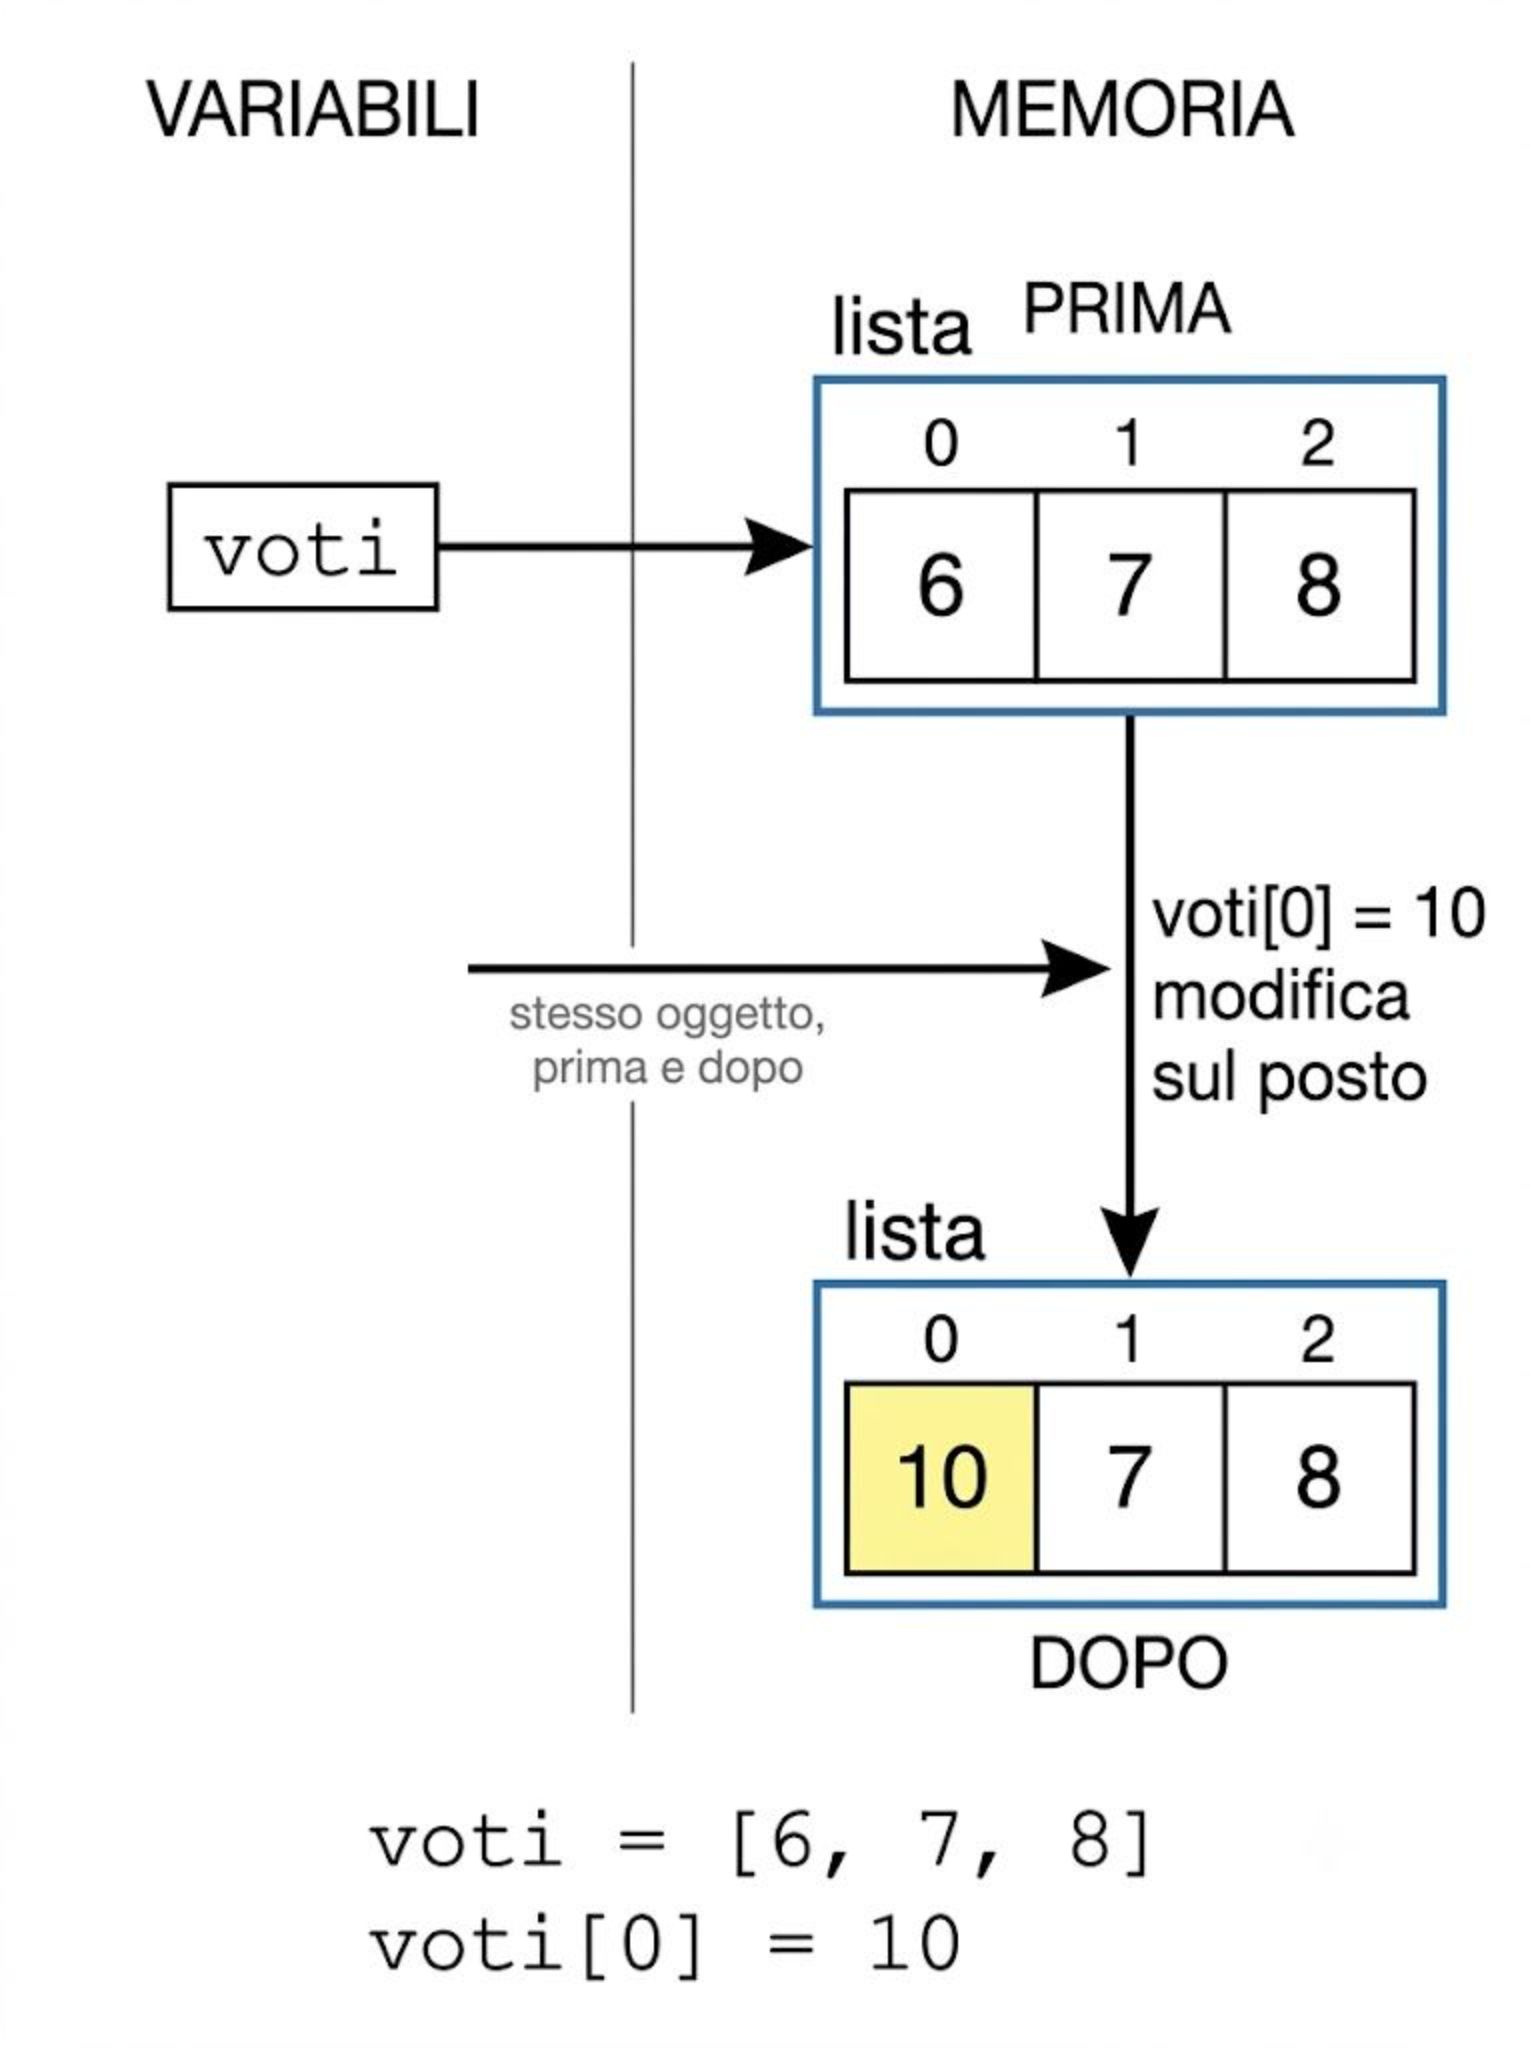 VARIABILI
MEMORIA
lista PRIMA
0 1 2
voti
6 7 8
voti[0] = 10
modifica
sul posto
stesso oggetto,
prima e dopo
lista
0 1 2
10 7 8
DOPO
voti = [6, 7, 8]
voti[0] = 10